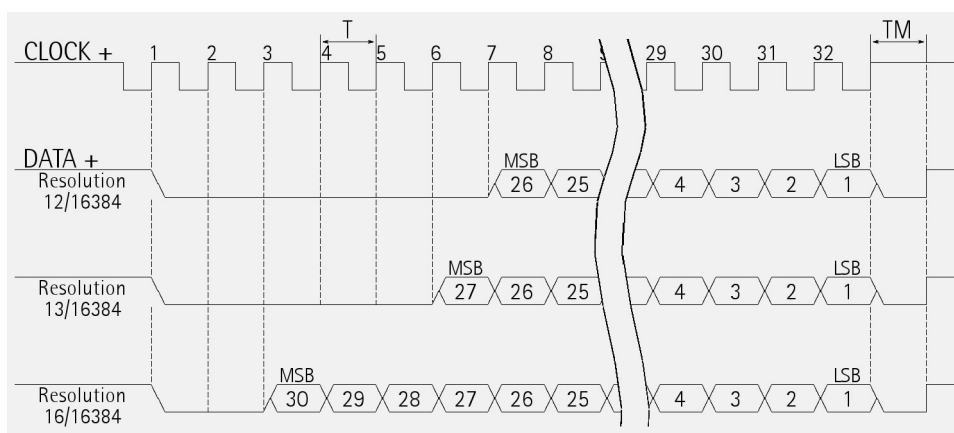 T TM
CLOCK + 1 2 3 4 5 6 7 8 29 30 31 32
DATA +
MSB LSB
Resolution 12/16384 26 25 4 3 2 1
MSB LSB
Resolution 13/16384 27 26 25 4 3 2 1
MSB LSB
Resolution 16/16384 30 29 28 27 26 25 4 3 2 1